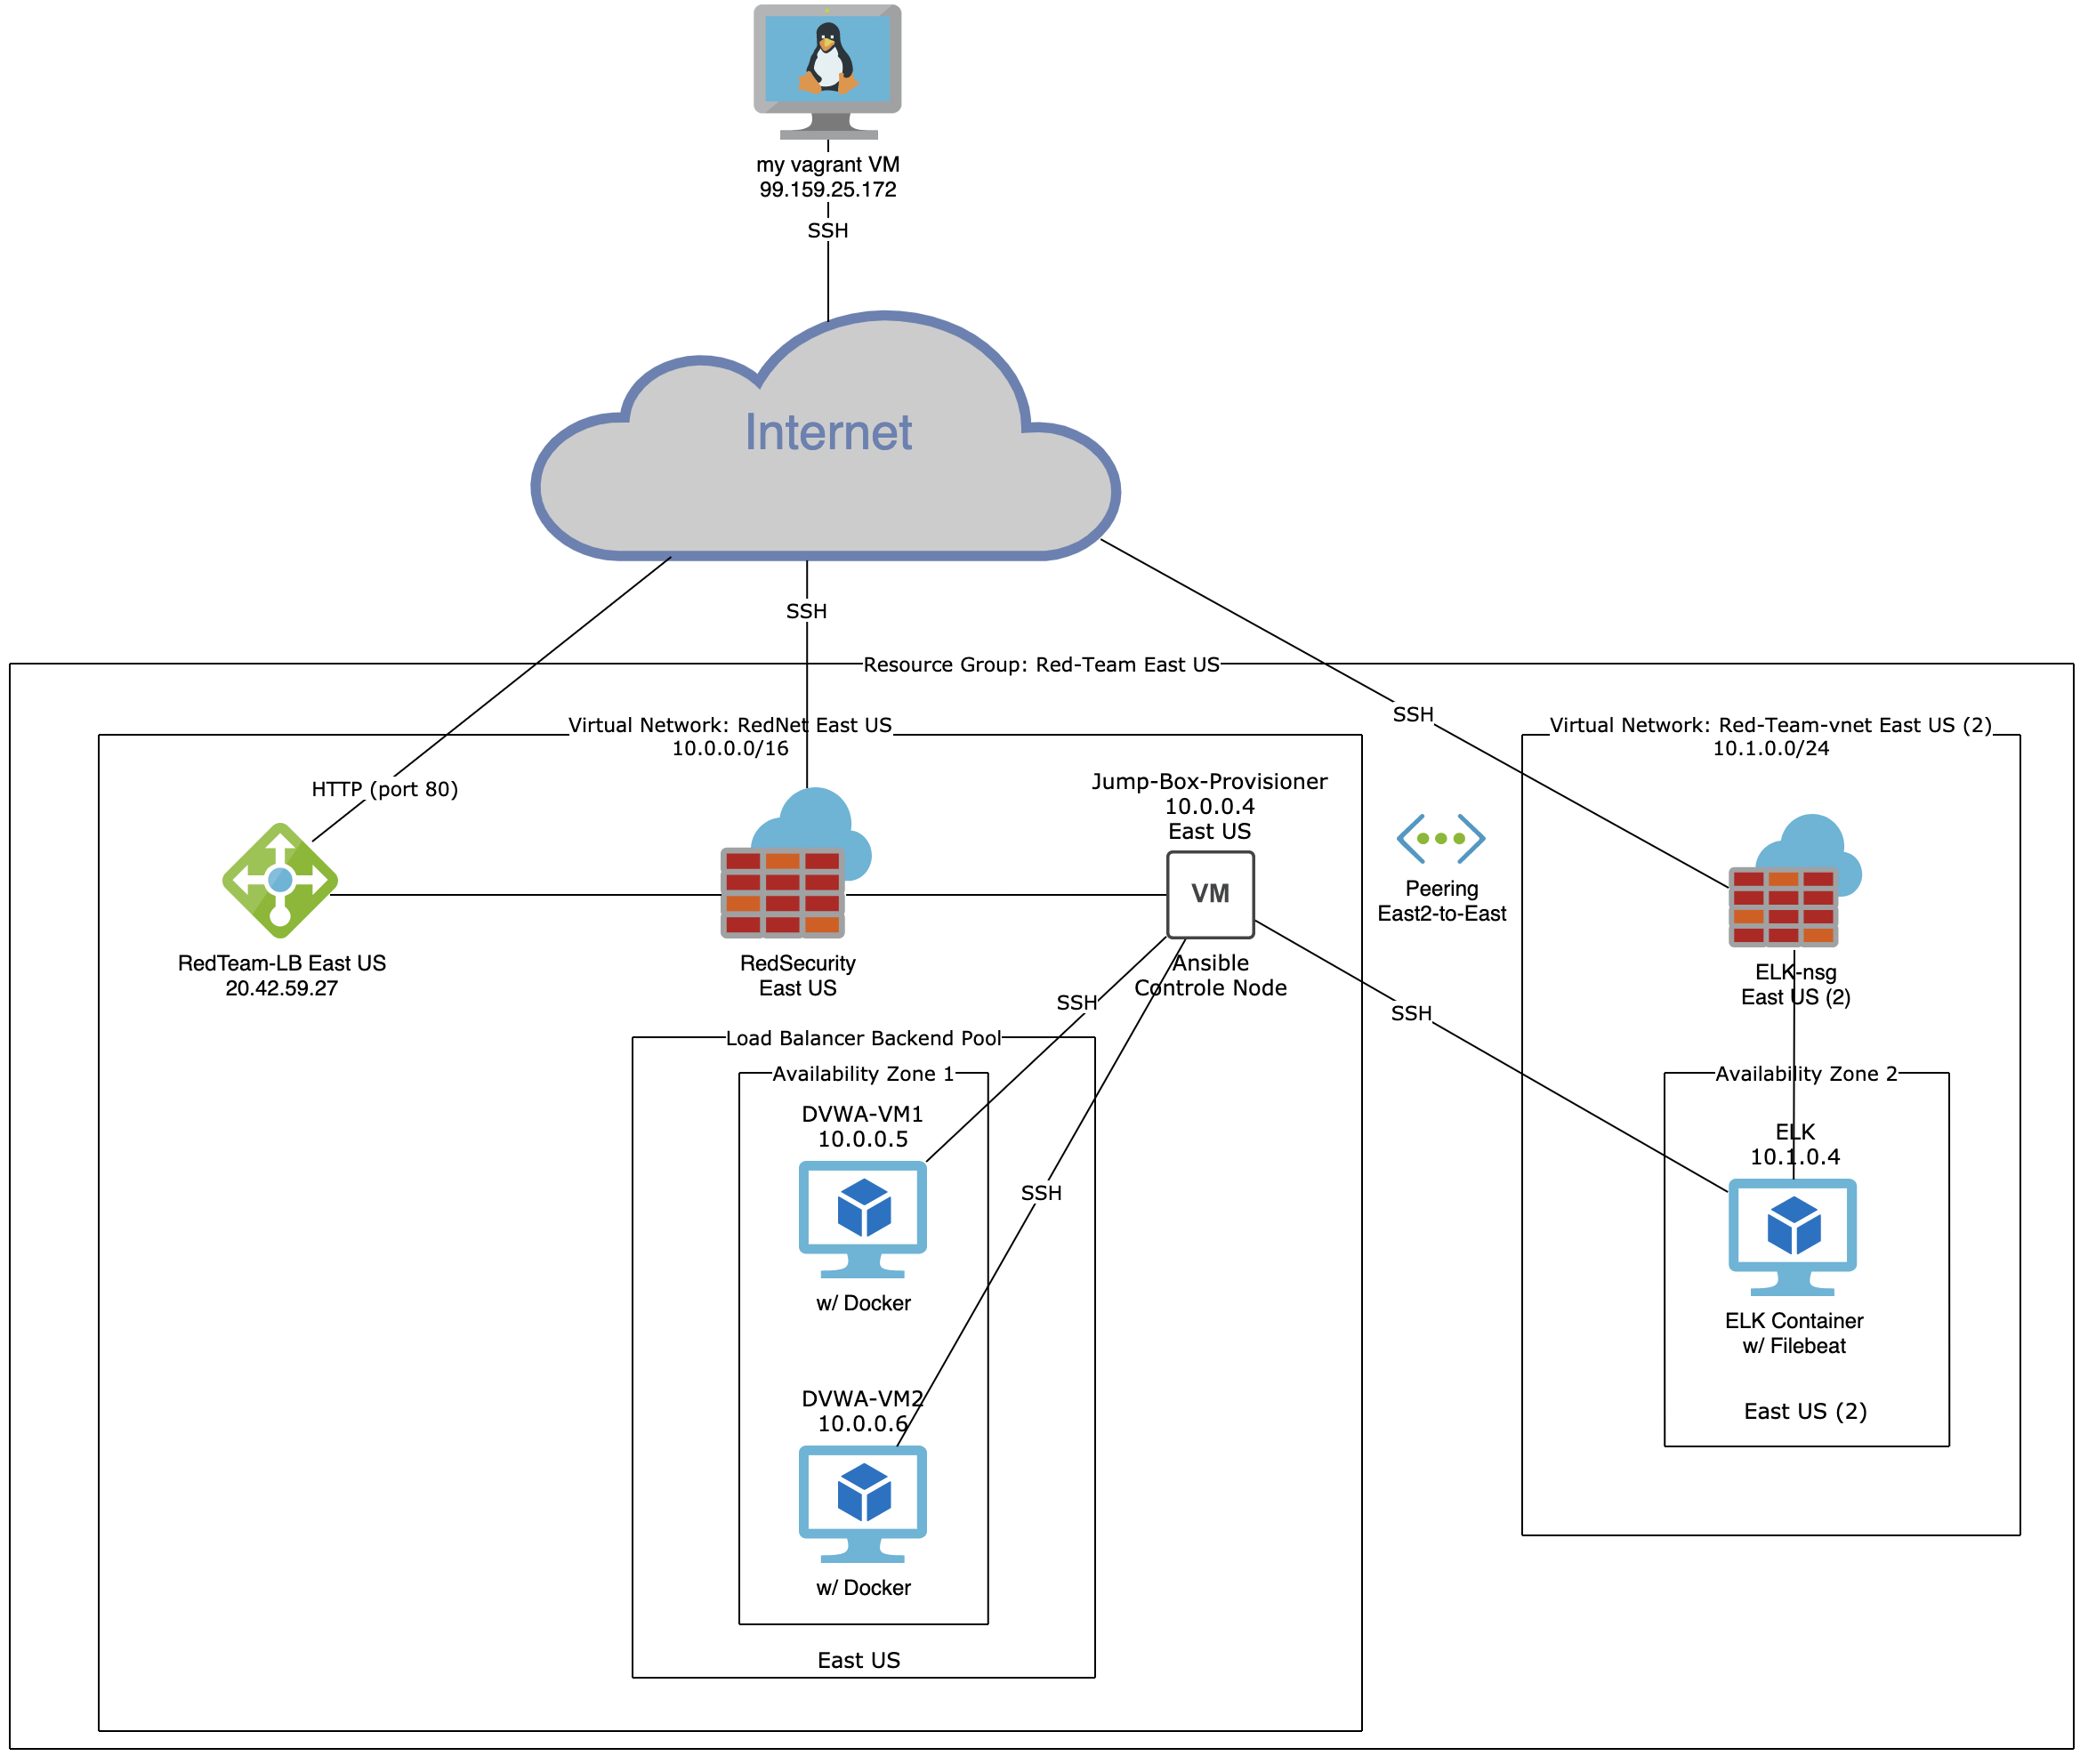 my vagrant VM
99.159.25.172
SSH
Internet
SSH
Resource Group: Red-Team East US
SSH
Virtual Network: RedNet East US
10.0.0.0/16
Virtual Network: Red-Team-vnet East US (2)
10.1.0.0/24
HTTP (port 80)
Jump-Box-Provisioner
10.0.0.4
East US
VM
Peering
East2-to-East
RedTeam-LB East US
20.42.59.27
RedSecurity
East US
Ansible
Controle Node
ELK-nsg
East US (2)
SSH
SSH
Load Balancer Backend Pool
Availability Zone 1
Availability Zone 2
DVWA-VM1
10.0.0.5
ELK
10.1.0.4
SSH
w/ Docker
ELK Container
w/ Filebeat
DVWA-VM2
10.0.0.6
East US (2)
w/ Docker
East US